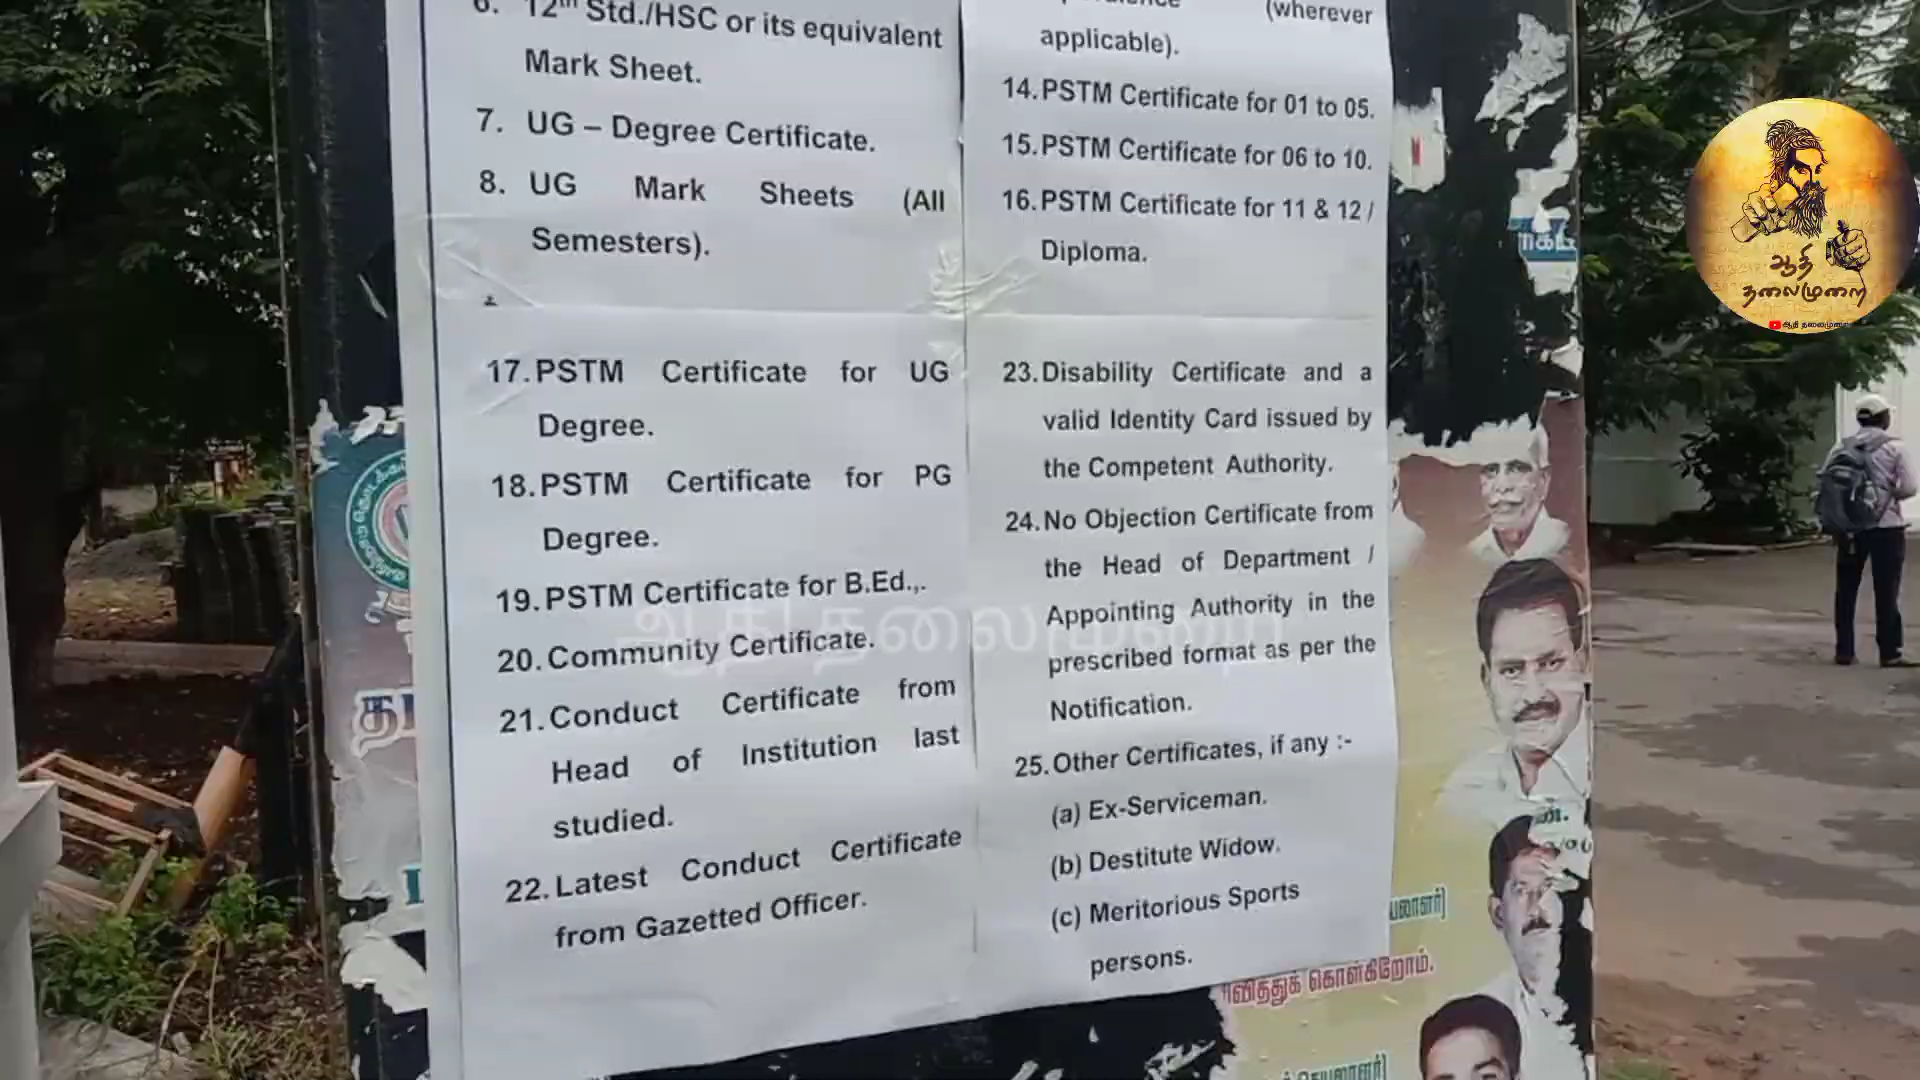 6. 12th Std./HSC or its equivalent
Mark Sheet.
7. UG – Degree Certificate.
8. UG Mark Sheets (All
Semesters).
(wherever
applicable).
14. PSTM Certificate for 01 to 05.
15. PSTM Certificate for 06 to 10.
16. PSTM Certificate for 11 & 12 /
Diploma.
17. PSTM Certificate for UG
Degree.
18. PSTM Certificate for PG
Degree.
19. PSTM Certificate for B.Ed.,.
20. Community Certificate.
21. Conduct Certificate from
Head of Institution last
studied.
22. Latest Conduct Certificate
from Gazetted Officer.
23. Disability Certificate and a
valid Identity Card issued by
the Competent Authority.
24. No Objection Certificate from
the Head of Department /
Appointing Authority in the
prescribed format as per the
Notification.
25. Other Certificates, if any :-
(a) Ex-Serviceman.
(b) Destitute Widow.
(c) Meritorious Sports
persons.
ஆதி
தலைமுறை
ஆதி தலைமுறை
ஆதி தலைமுறை
கொள்கிறோம்.